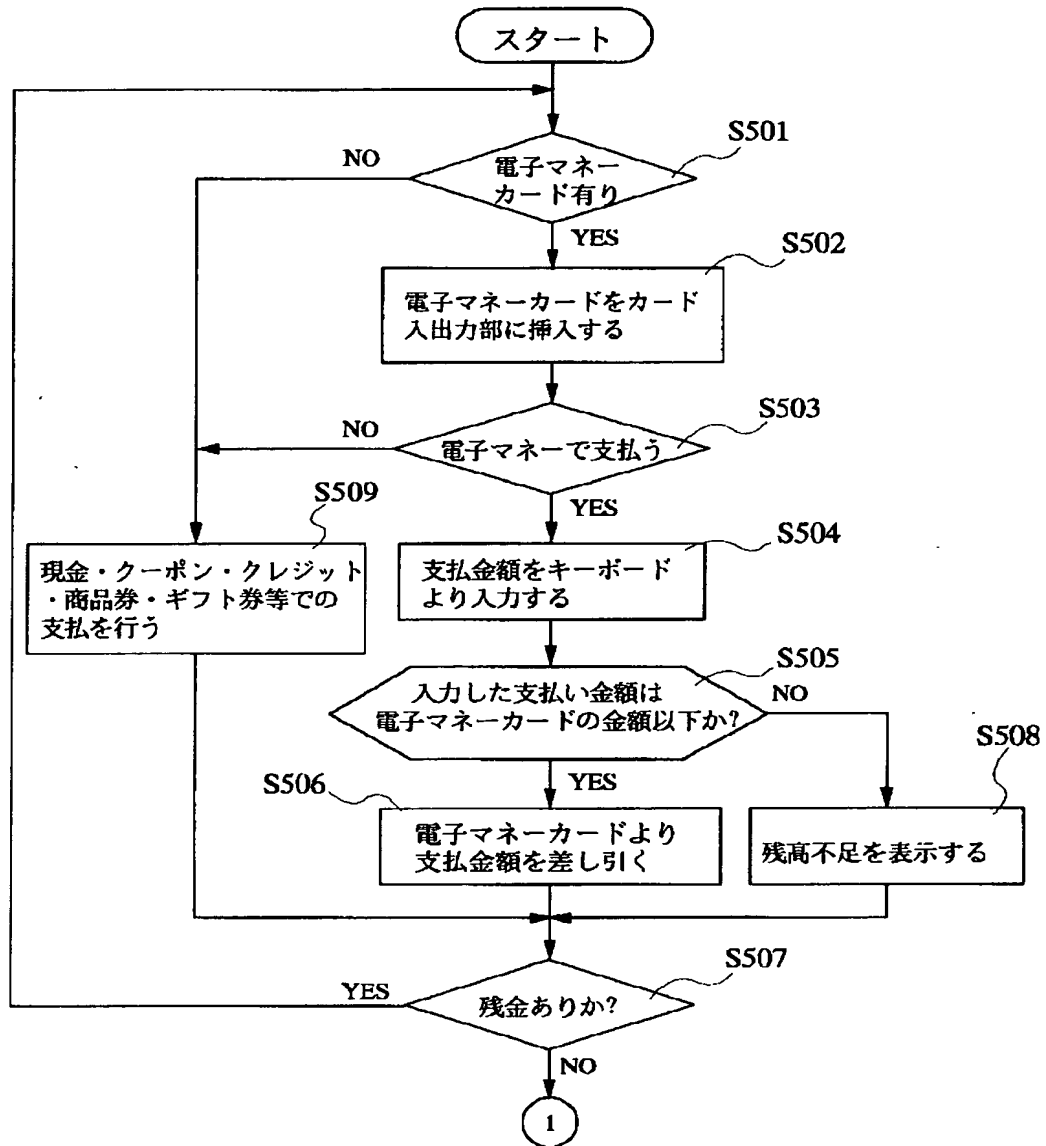 スタート
S501
NO
電子マネー
カード有り
YES
S502
電子マネーカードをカード
入出力部に挿入する
S503
NO
電子マネーで支払う
YES
S509
S504
現金・クーポン・クレジット
・商品券・ギフト券等での
支払を行う
支払金額をキーボード
より入力する
S505
入力した支払い金額は
電子マネーカードの金額以下か?
NO
S508
YES
S506
電子マネーカードより
支払金額を差し引く
残高不足を表示する
S507
YES
残金ありか?
NO
1